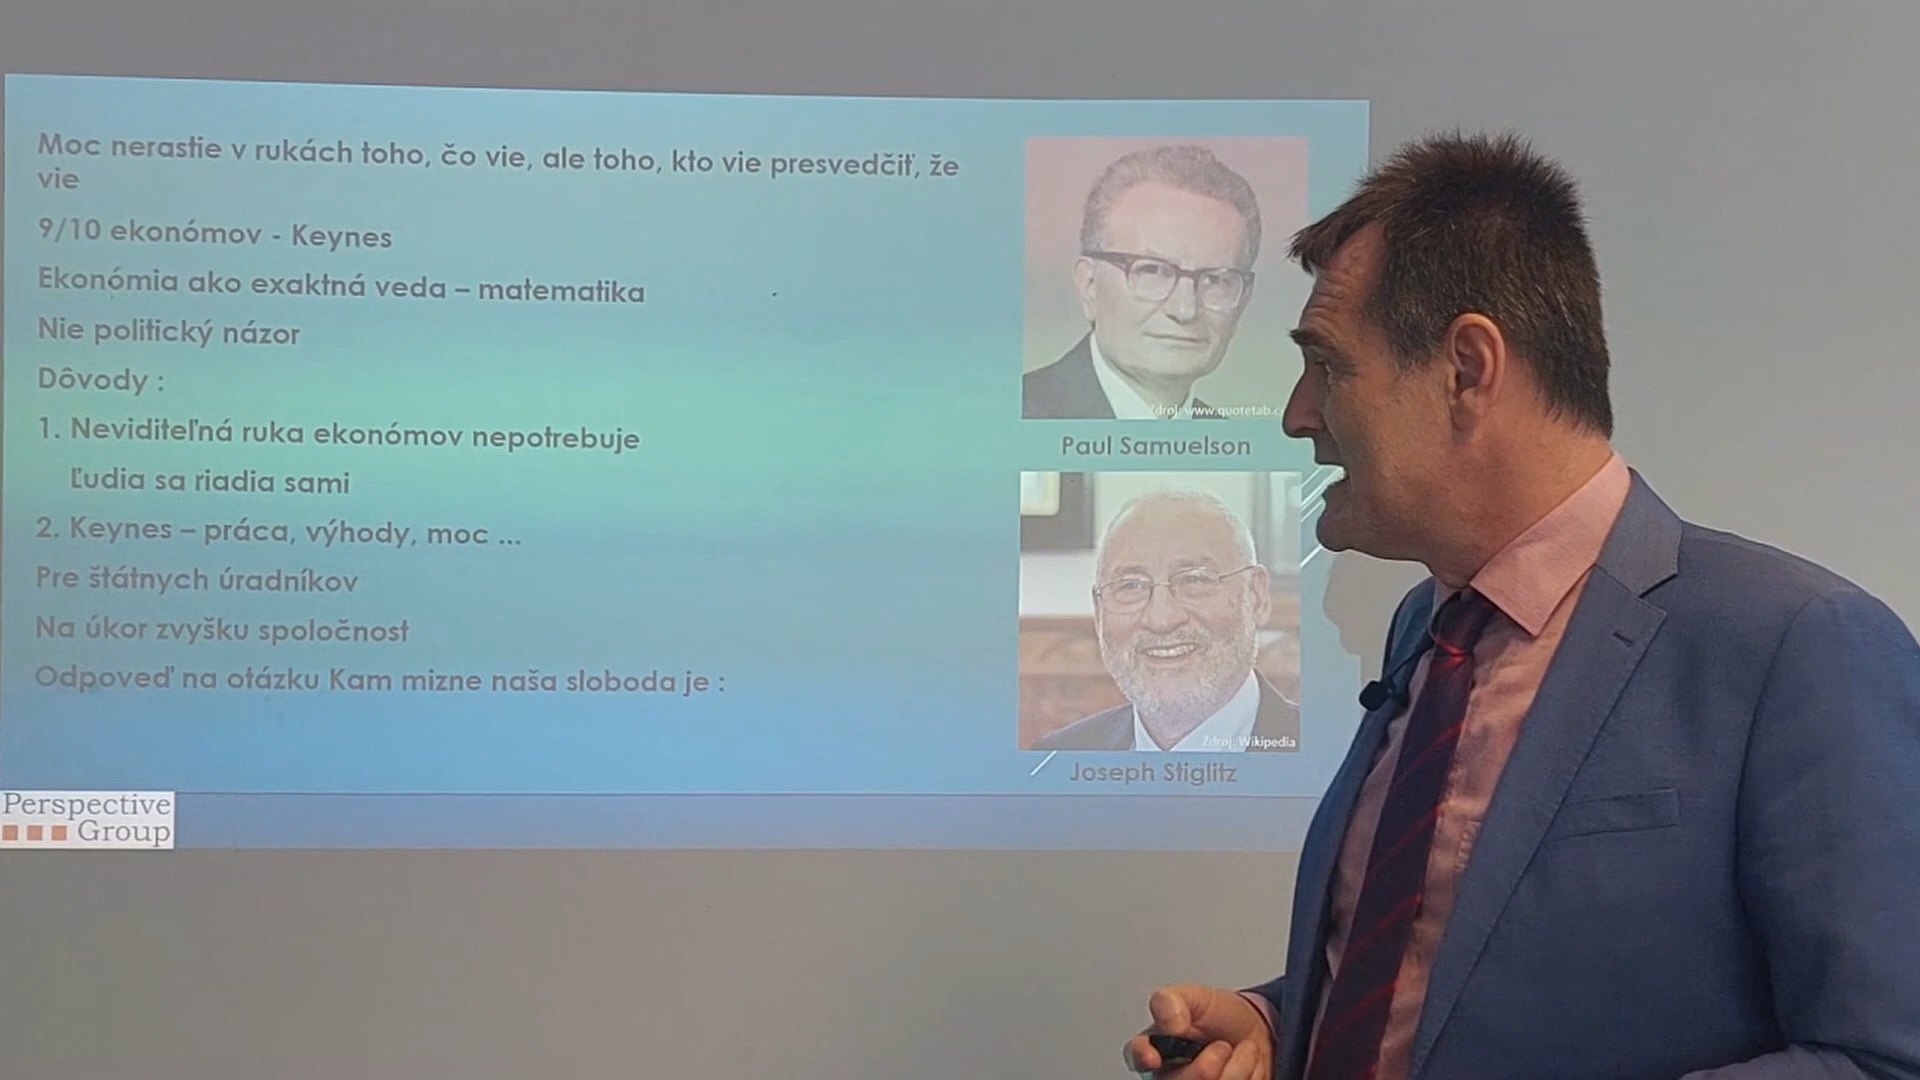 Moc nerastie v rukách toho, čo vie, ale toho, kto vie presvedčiť, že
vie
9/10 ekonómov - Keynes
Ekonómia ako exaktná veda – matematika
Nie politický názor
Dôvody :
1. Neviditeľná ruka ekonómov nepotrebuje
Ľudia sa riadia sami
2. Keynes – práca, výhody, moc ...
Pre štátnych úradníkov
Na úkor zvyšku spoločnost
Odpoveď na otázku Kam mizne naša sloboda je :
Zdroj: www.quotetab.c
Paul Samuelson
Zdroj: Wikipedia
Joseph Stiglitz
Perspective
Group